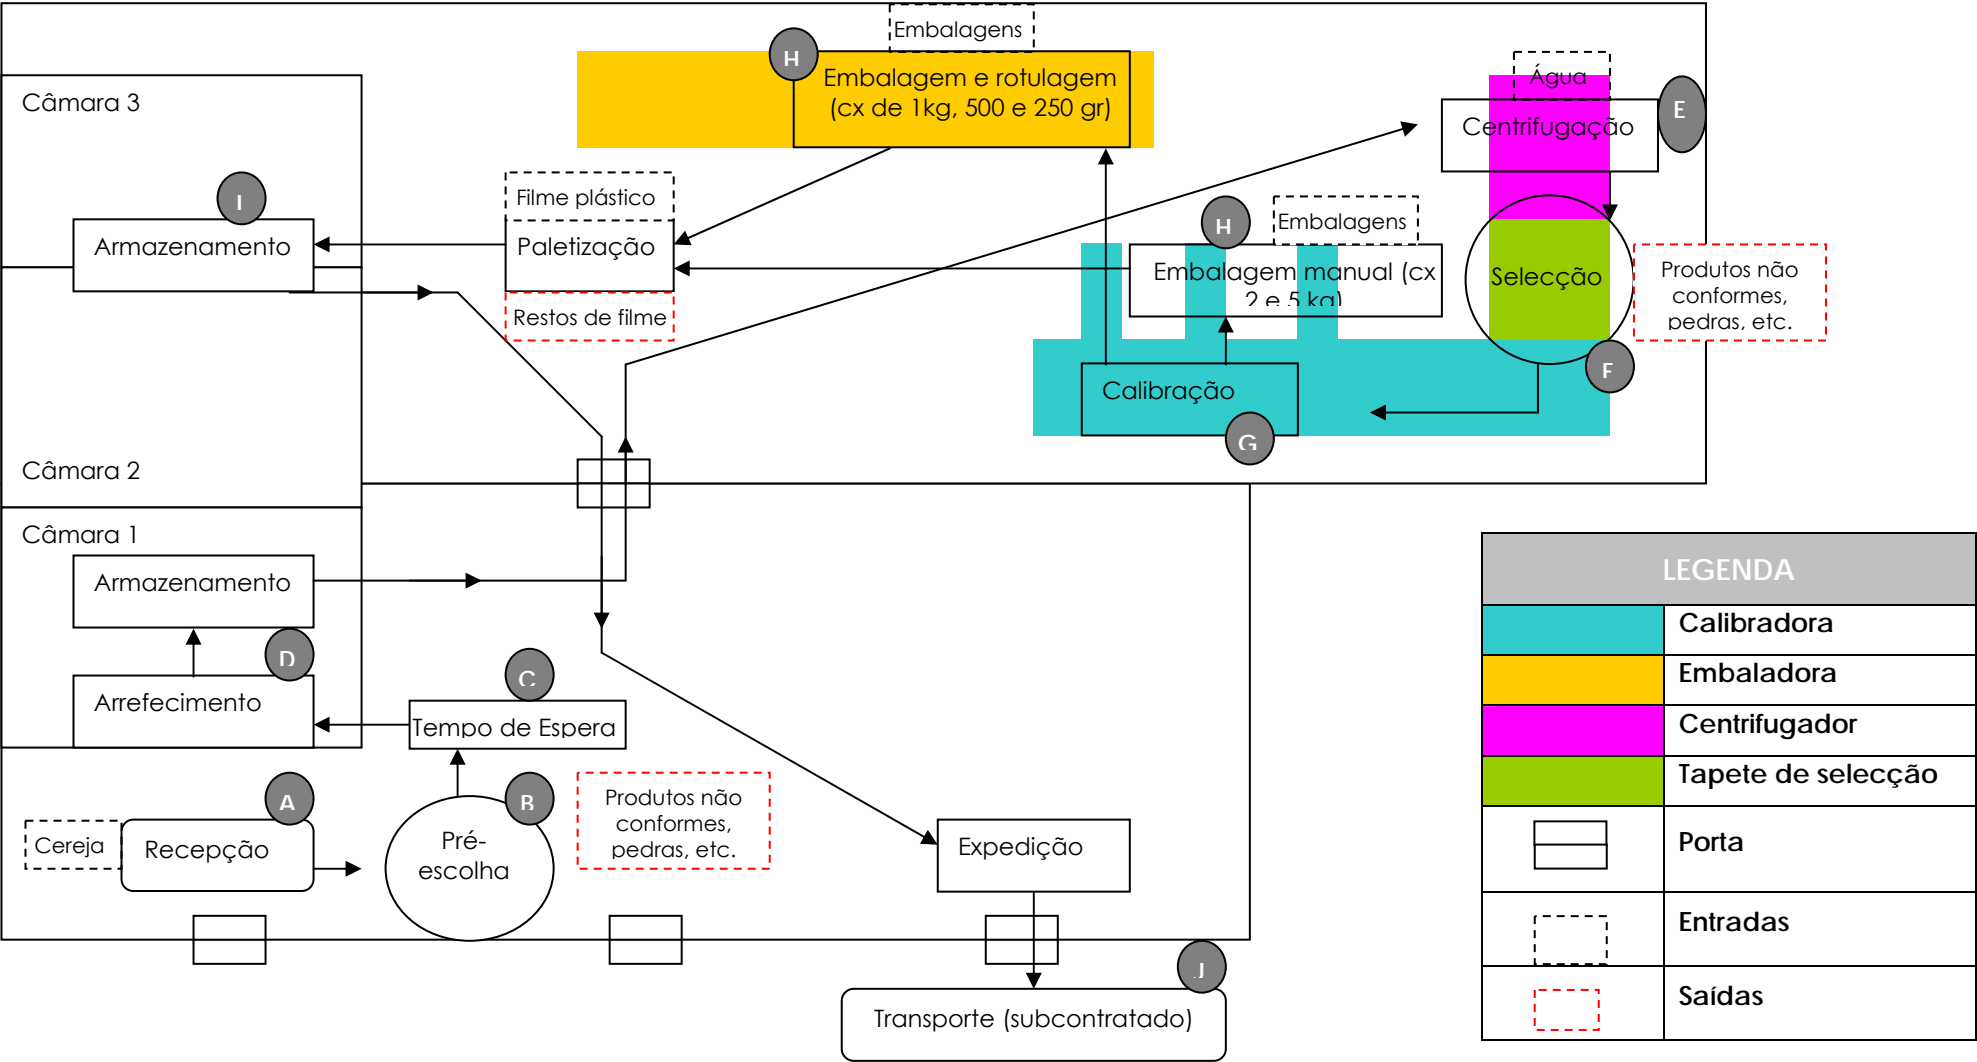 Embalagens
H
Embalagem e rotulagem
(cx de 1kg, 500 e 250 gr)
Água
E
Centrifugação
Câmara 3
I
Armazenamento
Filme plástico
Paletização
Restos de filme
H
Embalagens
Embalagem manual (cx
2 e 5 kg)
Selecção
Produtos não
conformes,
pedras, etc.
F
Calibração
G
Câmara 2
Câmara 1
Armazenamento
D
Arrefecimento
C
Tempo de Espera
A
Cereja
Recepção
B
Pré-
escolha
Produtos não
conformes,
pedras, etc.
Expedição
J
Transporte (subcontratado)
LEGENDA
Calibradora
Embaladora
Centrifugador
Tapete de selecção
Porta
Entradas
Saídas